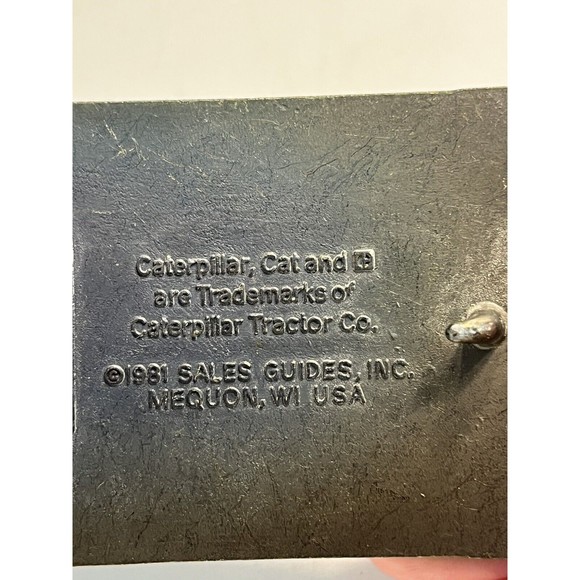 Caterpillar, Cat and C
are Trademarks of
Caterpillar Tractor Co.
©1981 SALES GUIDES, INC.
MEQUON, WI USA